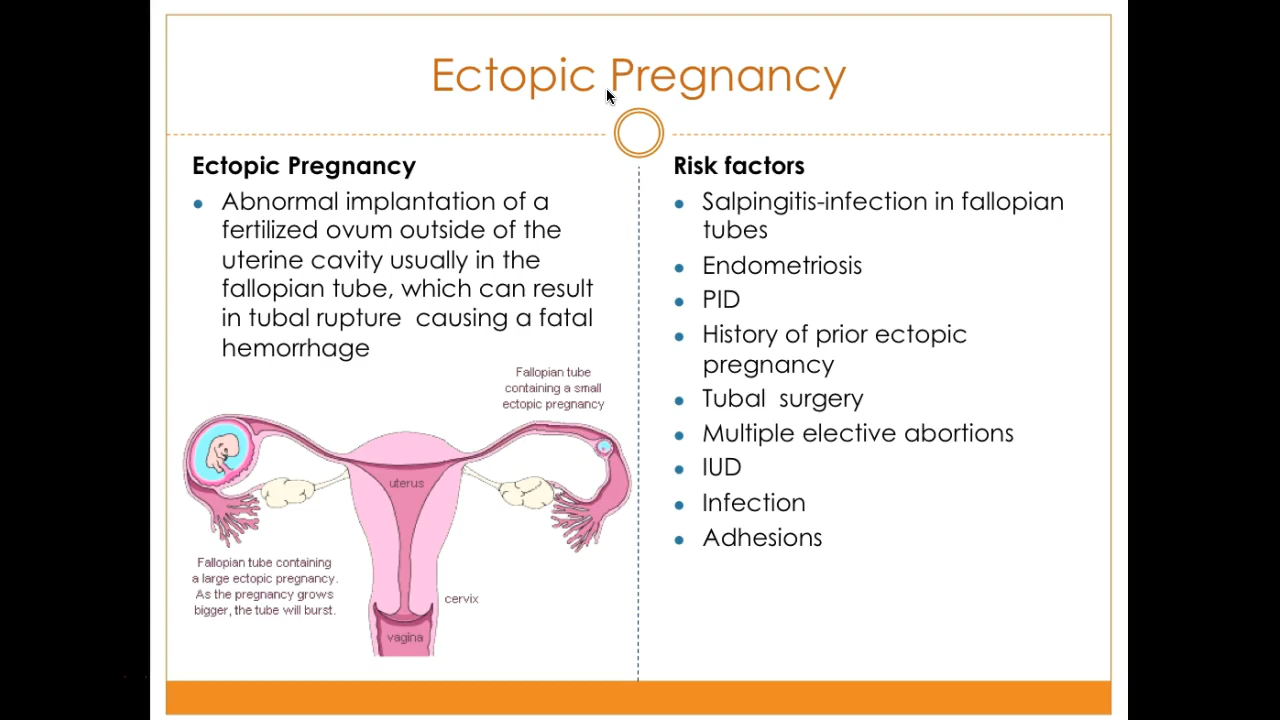 Ectopic Pregnancy
Ectopic Pregnancy
Abnormal implantation of a
fertilized ovum outside of the
uterine cavity usually in the
fallopian tube, which can result
in tubal rupture  causing a fatal
hemorrhage
Fallopian tube
containing a small
ectopic pregnancy
uterus
Fallopian tube containing
a large ectopic pregnancy.
As the pregnancy grows
bigger, the tube will burst.
cervix
vagina
Risk factors
Salpingitis-infection in fallopian
tubes
Endometriosis
PID
History of prior ectopic
pregnancy
Tubal  surgery
Multiple elective abortions
IUD
Infection
Adhesions